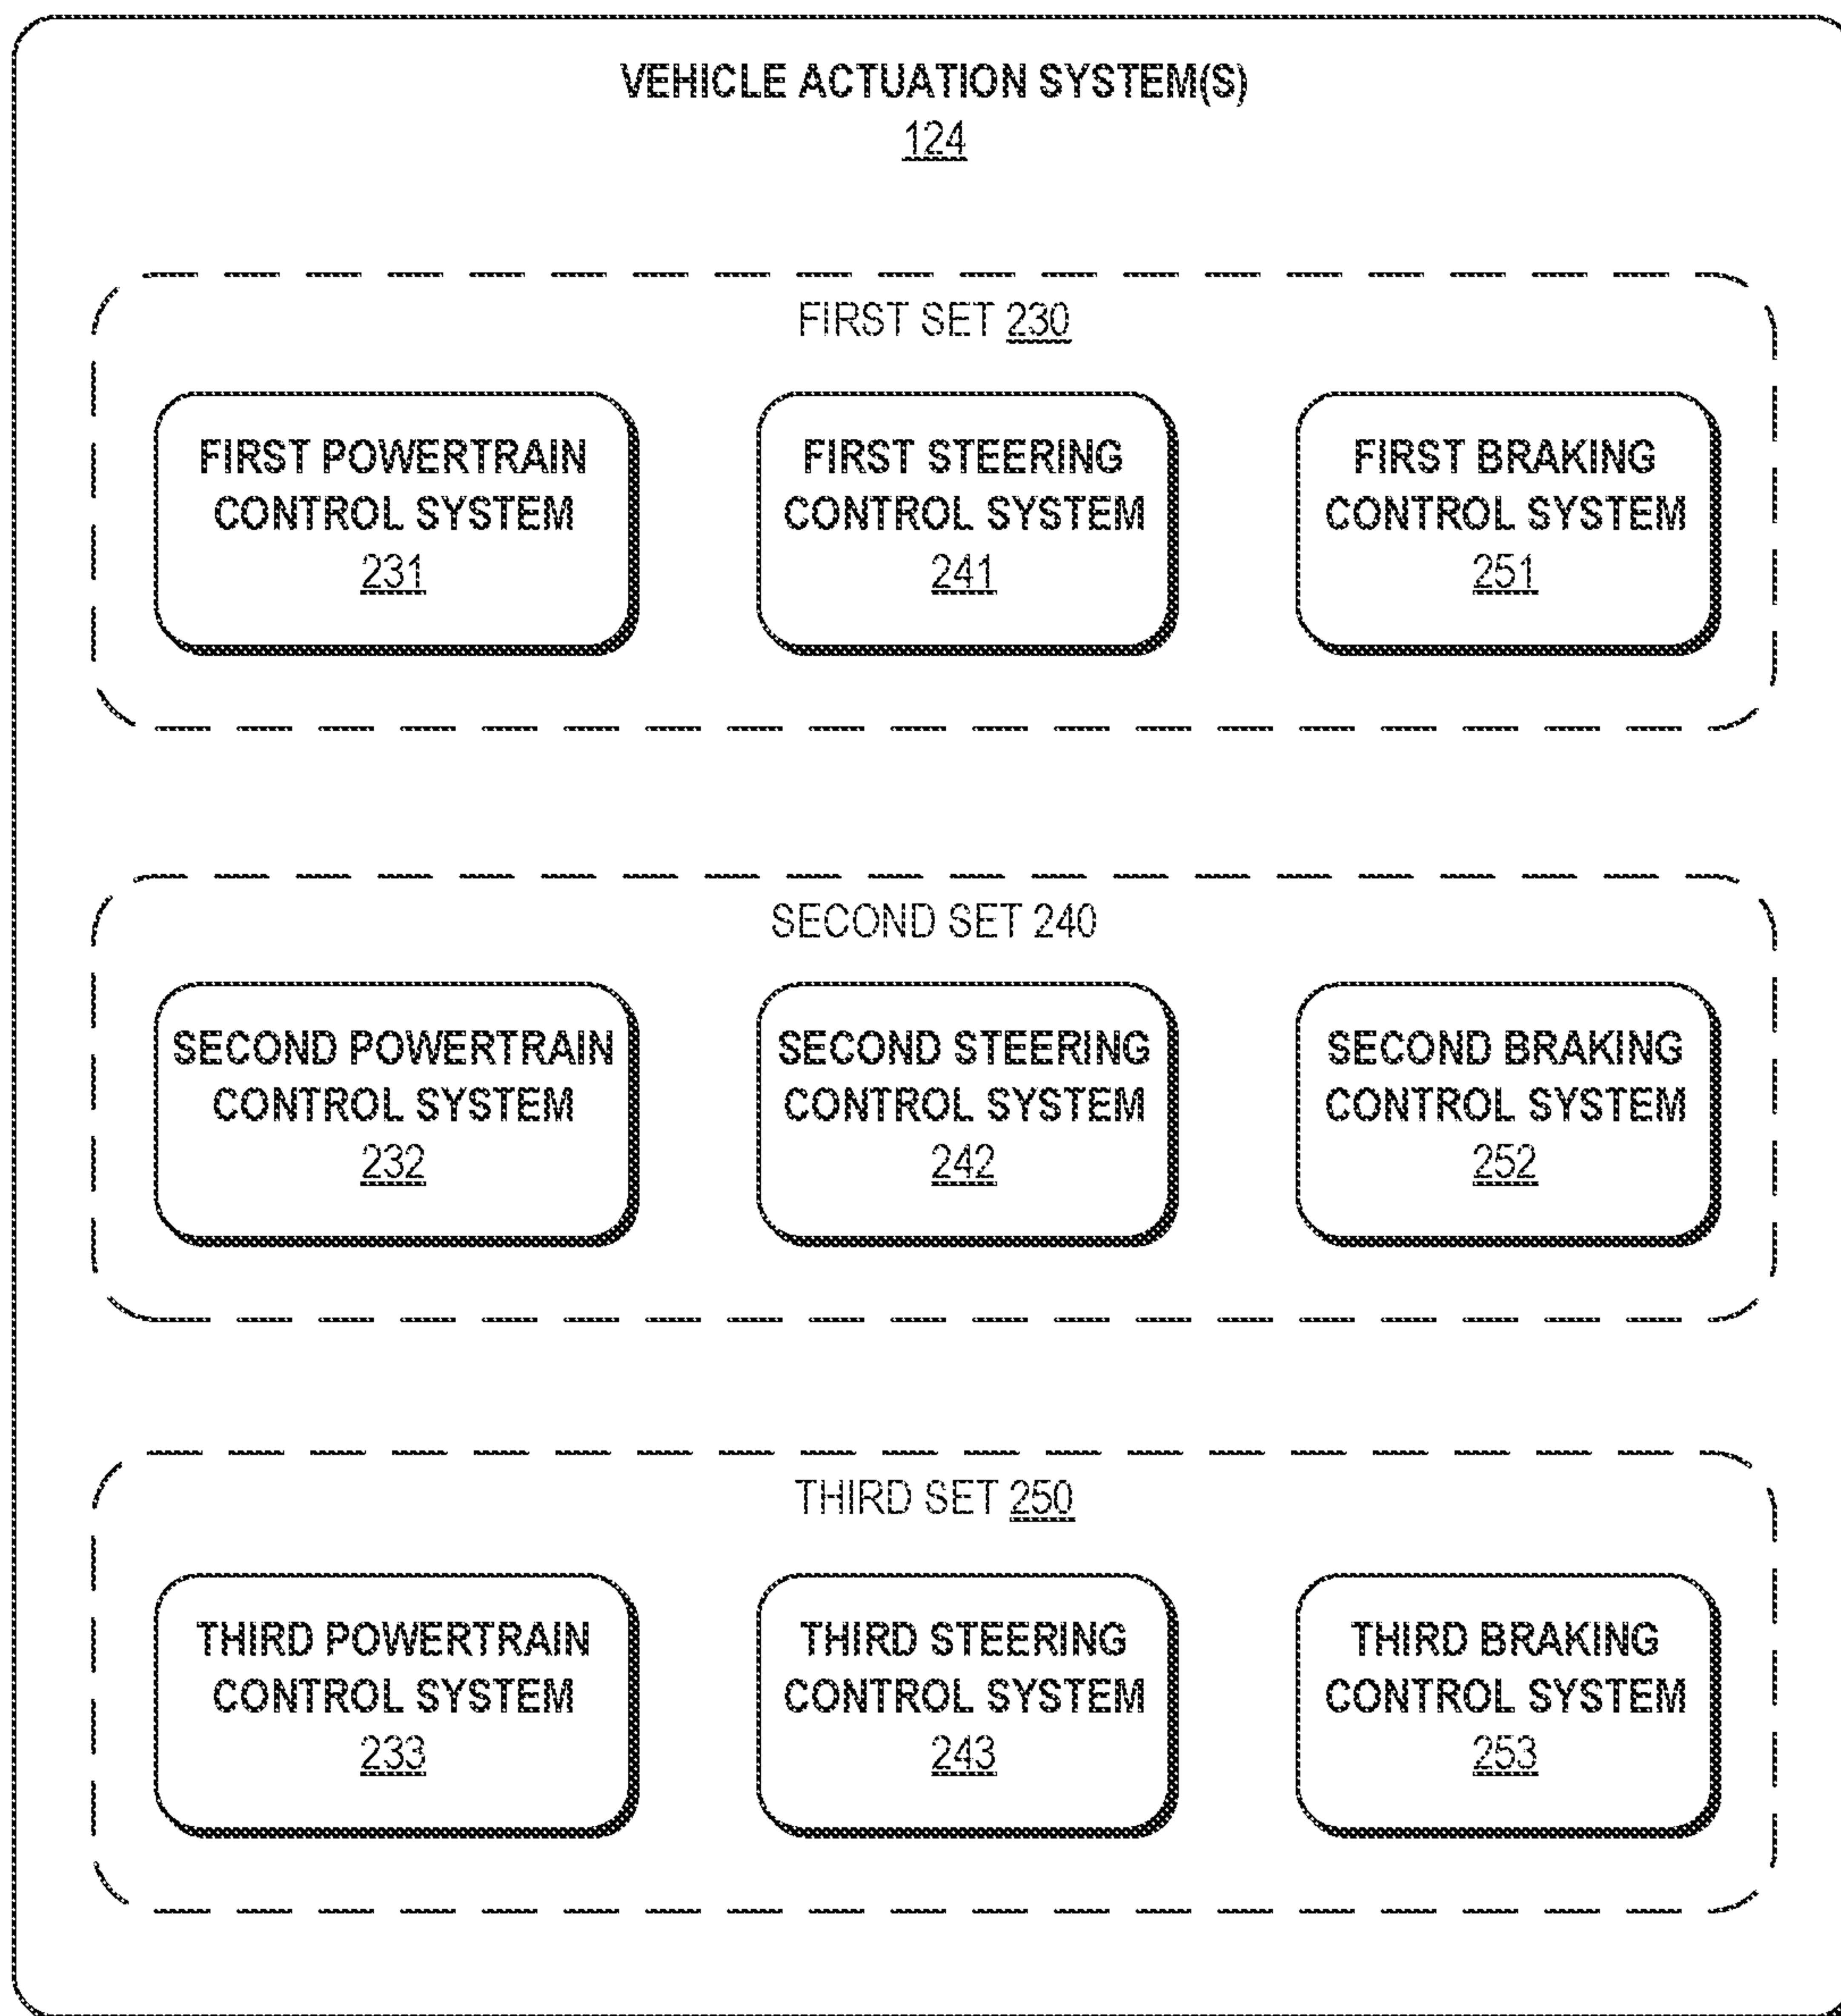 VEHICLE ACTUATION SYSTEM(S)
124
FIRST SET 230
FIRST POWERTRAIN
CONTROL SYSTEM
231
FIRST STEERING
CONTROL SYSTEM
241
FIRST BRAKING
CONTROL SYSTEM
251
SECOND SET 240
SECOND POWERTRAIN
CONTROL SYSTEM
232
SECOND STEERING
CONTROL SYSTEM
242
SECOND BRAKING
CONTROL SYSTEM
252
THIRD SET 250
THIRD POWERTRAIN
CONTROL SYSTEM
233
THIRD STEERING
CONTROL SYSTEM
243
THIRD BRAKING
CONTROL SYSTEM
253